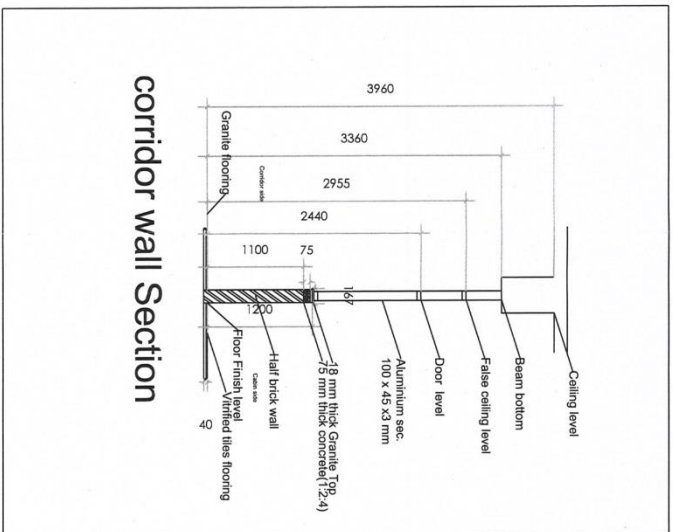 corridor wall Section
3960
3360
2955
2440
1100
75
167
1200
40
Granite flooring
Corridor side
Cabin side
Ceiling level
Beam bottom
False ceiling level
Door level
Aluminium sec.
100 x 45 x3 mm
18 mm thick Granite Top
75 mm thick concrete(1:2:4)
Half brick wall
Floor Finish level
Vitrified tiles flooring